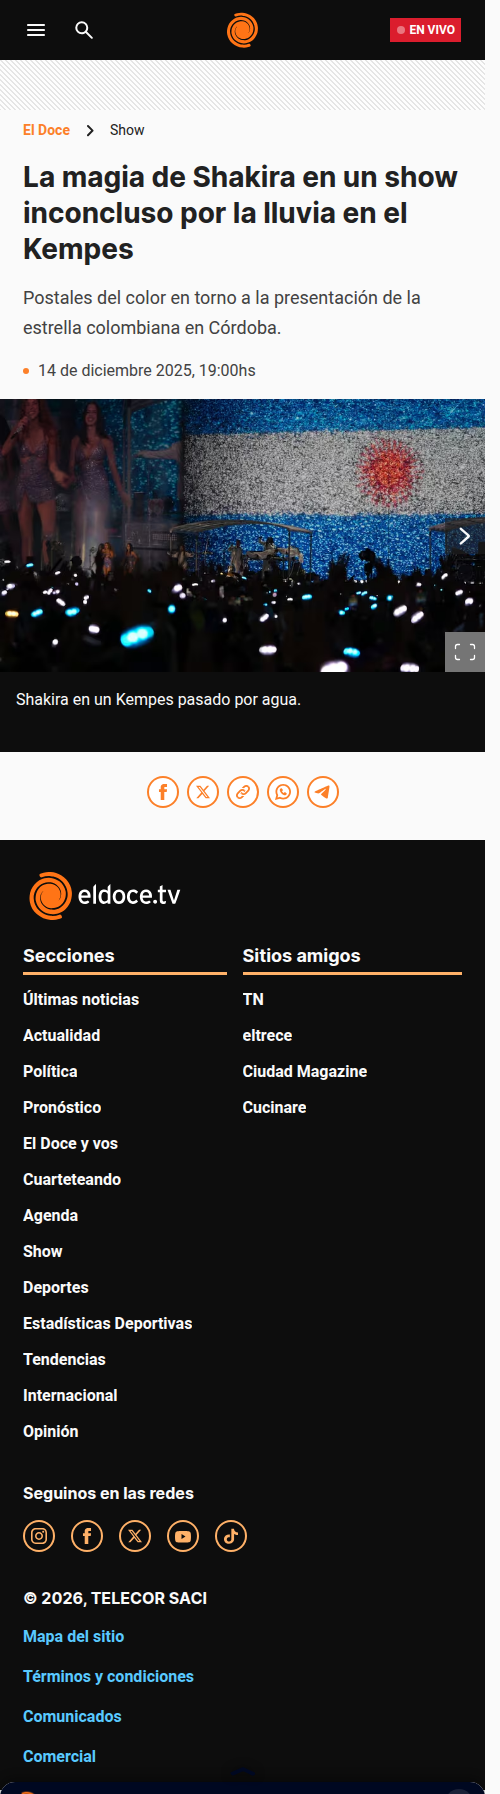 EN VIVO
El Doce > Show
La magia de Shakira en un show
inconcluso por la lluvia en el
Kempes
Postales del color en torno a la presentación de la
estrella colombiana en Córdoba.
14 de diciembre 2025, 19:00hs
Shakira en un Kempes pasado por agua.
eldoce.tv
Secciones
Últimas noticias
Actualidad
Política
Pronóstico
El Doce y vos
Cuarteteando
Agenda
Show
Deportes
Estadísticas Deportivas
Tendencias
Internacional
Opinión
Sitios amigos
TN
eltrece
Ciudad Magazine
Cucinare
Seguinos en las redes
© 2026, TELECOR SACI
Mapa del sitio
Términos y condiciones
Comunicados
Comercial